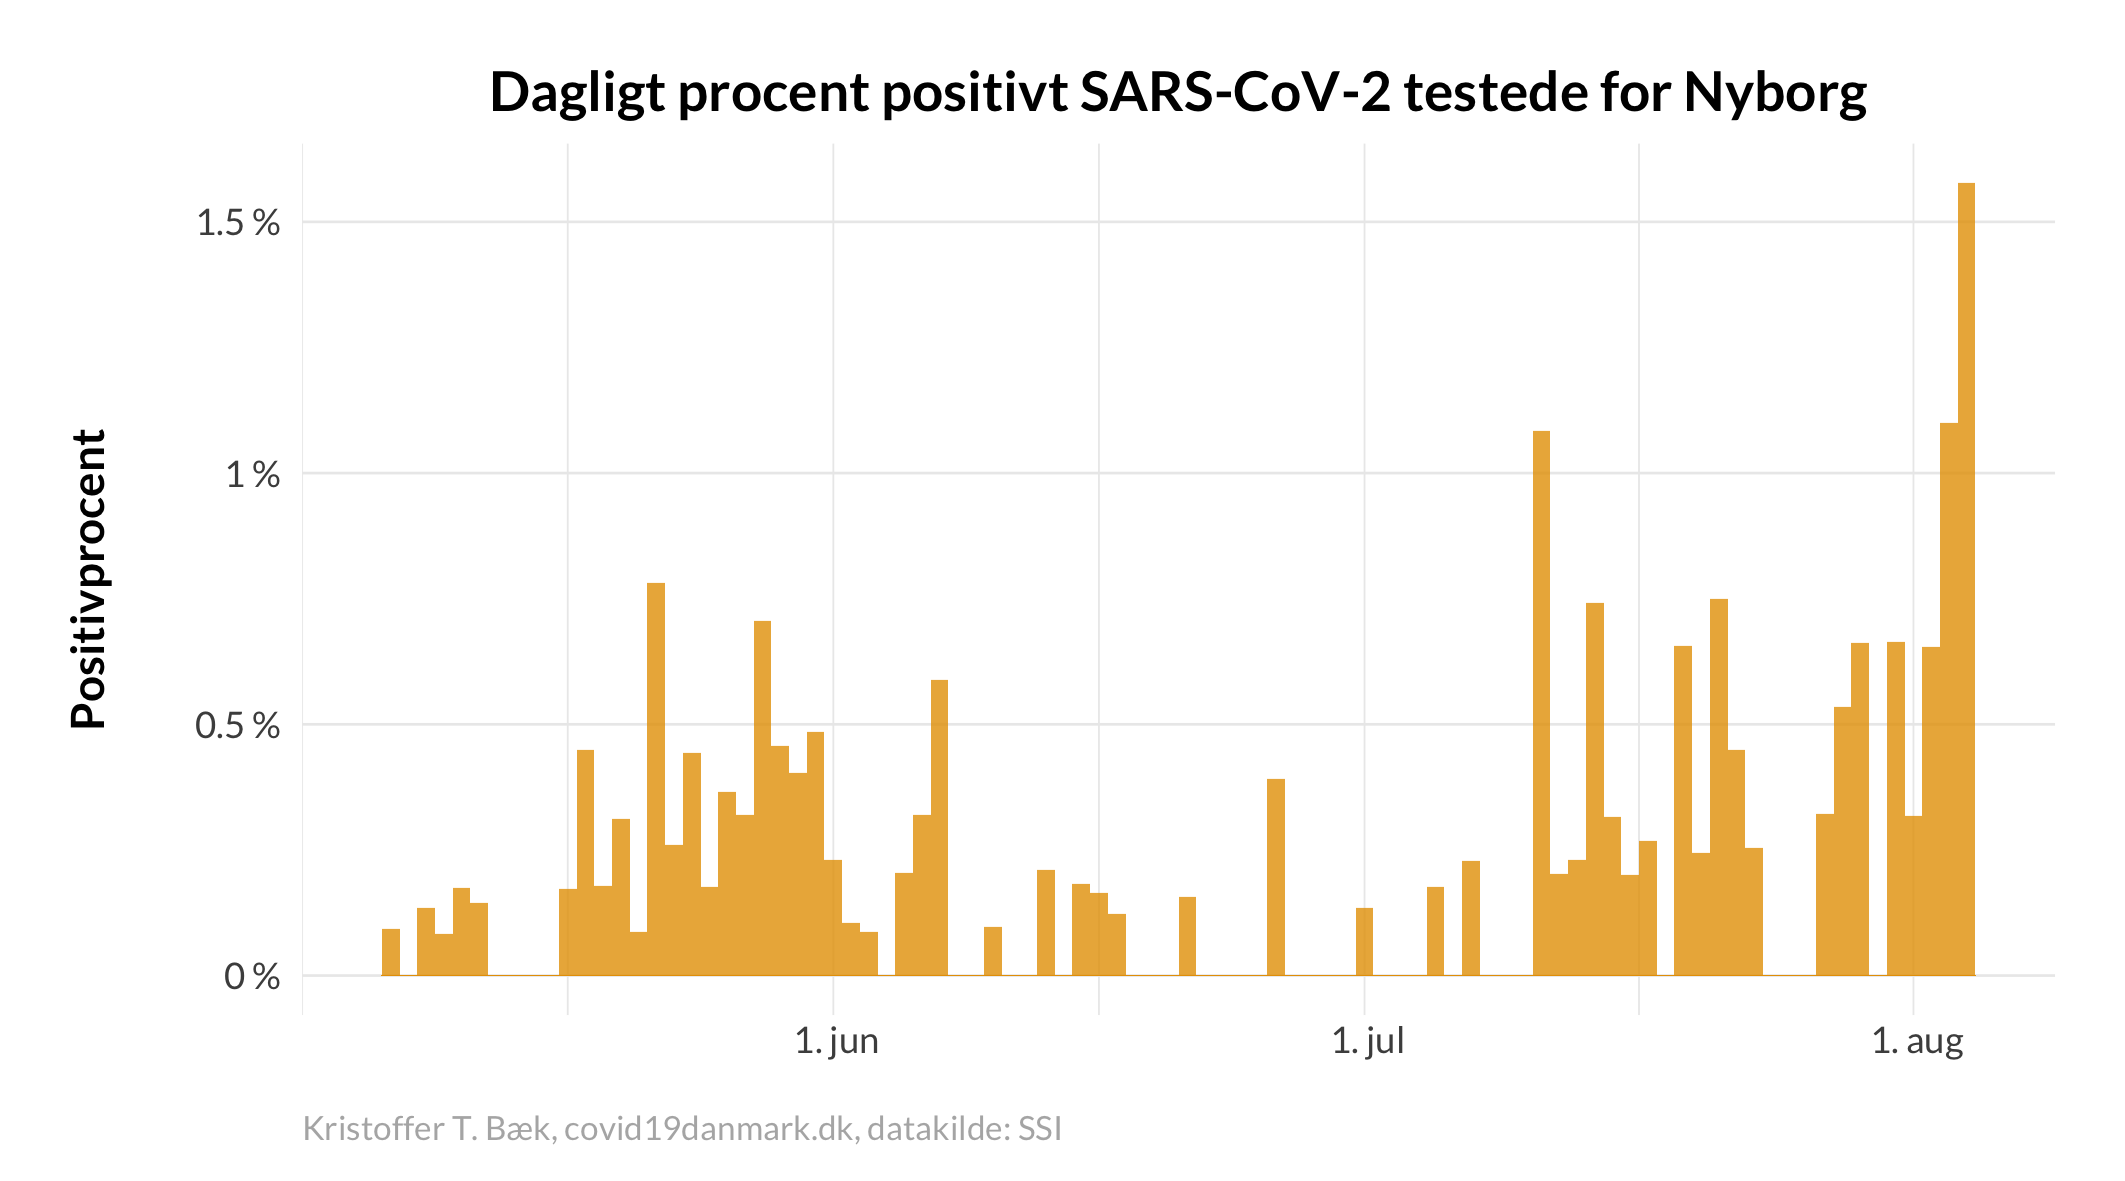 Dagligt procent positivt SARS-CoV-2 testede for Nyborg
Positivprocent
1.5 %
1 %
0.5 %
0 %
1. jun
1. jul
1. aug
Kristoffer T. Bæk, covid19danmark.dk, datakilde: SSI